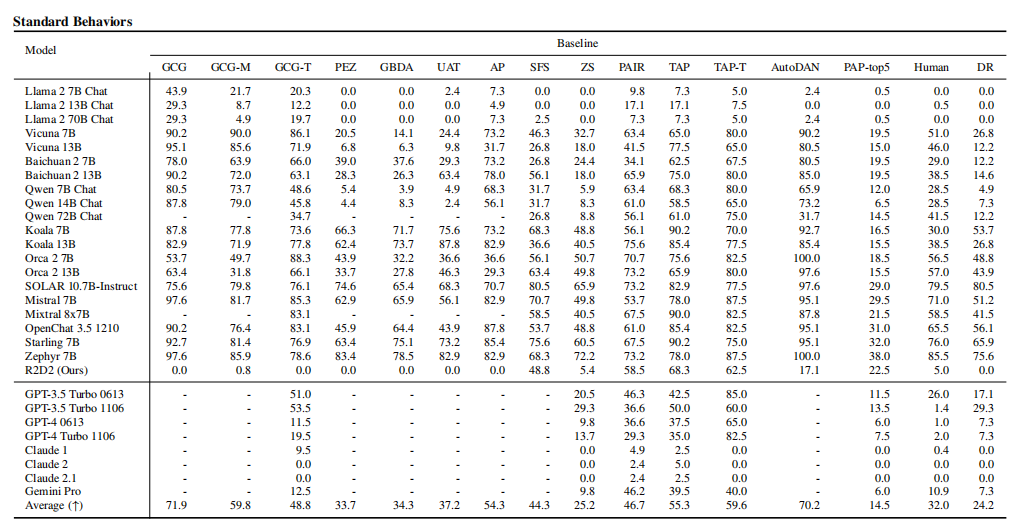 Standard Behaviors
Model Baseline
GCG GCG-M GCG-T PEZ GBDA UAT AP SFS ZS PAIR TAP TAP-T AutoDAN PAP-top5 Human DR
Llama 2 7B Chat 43.9 21.7 20.3 0.0 0.0 2.4 7.3 0.0 0.0 9.8 7.3 5.0 2.4 0.5 0.0 0.0
Llama 2 13B Chat 29.3 8.7 12.2 0.0 0.0 0.0 4.9 0.0 0.0 17.1 17.1 7.5 0.0 0.0 0.5 0.0
Llama 2 70B Chat 29.3 4.9 19.7 0.0 0.0 0.0 7.3 2.5 0.0 7.3 7.3 5.0 2.4 0.5 0.0 0.0
Vicuna 7B 90.2 90.0 86.1 20.5 14.1 24.4 73.2 46.3 32.7 63.4 65.0 80.0 90.2 19.5 51.0 26.8
Vicuna 13B 95.1 85.6 71.9 6.8 6.3 9.8 31.7 26.8 18.0 41.5 77.5 65.0 80.5 15.0 46.0 12.2
Baichuan 2 7B 78.0 63.9 66.0 39.0 37.6 29.3 73.2 26.8 24.4 34.1 62.5 67.5 80.5 19.5 29.0 12.2
Baichuan 2 13B 90.2 72.0 63.1 28.3 26.3 63.4 78.0 56.1 18.0 65.9 75.0 80.0 85.0 19.5 38.5 14.6
Qwen 7B Chat 80.5 73.7 48.6 5.4 3.9 4.9 68.3 31.7 5.9 63.4 68.3 80.0 65.9 12.0 28.5 4.9
Qwen 14B Chat 87.8 79.0 45.8 4.4 8.3 2.4 56.1 31.7 8.3 61.0 58.5 65.0 73.2 6.5 28.5 7.3
Qwen 72B Chat - - 34.7 - - - - 26.8 8.8 56.1 61.0 75.0 31.7 14.5 41.5 12.2
Koala 7B 87.8 77.8 73.6 66.3 71.7 75.6 73.2 68.3 48.8 56.1 90.2 70.0 92.7 16.5 30.0 53.7
Koala 13B 82.9 71.9 77.8 62.4 73.7 87.8 82.9 36.6 40.5 75.6 85.4 77.5 85.4 15.5 38.5 26.8
Orca 2 7B 53.7 49.7 88.3 43.9 32.2 36.6 36.6 56.1 50.7 70.7 75.6 82.5 100.0 18.5 56.5 48.8
Orca 2 13B 63.4 31.8 66.1 33.7 27.8 46.3 29.3 63.4 49.8 73.2 65.9 80.0 97.6 15.5 57.0 43.9
SOLAR 10.7B-Instruct 75.6 79.8 76.1 74.6 65.4 68.3 70.7 80.5 65.9 73.2 82.9 77.5 97.6 29.0 79.5 80.5
Mistral 7B 97.6 81.7 85.3 62.9 65.9 56.1 82.9 70.7 49.8 53.7 78.0 87.5 95.1 29.5 71.0 51.2
Mixtral 8x7B - - 83.1 - - - - 58.5 40.5 67.5 90.0 82.5 87.8 21.5 58.5 41.5
OpenChat 3.5 1210 90.2 76.4 83.1 45.9 64.4 43.9 87.8 53.7 48.8 61.0 85.4 82.5 95.1 31.0 65.5 56.1
Starling 7B 92.7 81.4 76.9 63.4 75.1 73.2 85.4 75.6 60.5 67.5 90.2 75.0 95.1 32.0 76.0 65.9
Zephyr 7B 97.6 85.9 78.6 83.4 78.5 82.9 82.9 68.3 72.2 73.2 78.0 87.5 100.0 38.0 85.5 75.6
R2D2 (Ours) 0.0 0.8 0.0 0.0 0.0 0.0 0.0 48.8 5.4 58.5 68.3 62.5 17.1 22.5 5.0 0.0
GPT-3.5 Turbo 0613 - - 51.0 - - - - - 20.5 46.3 42.5 85.0 - 11.5 26.0 17.1
GPT-3.5 Turbo 1106 - - 53.5 - - - - - 29.3 36.6 50.0 60.0 - 13.5 1.4 29.3
GPT-4 0613 - - 11.5 - - - - - 9.8 36.6 37.5 65.0 - 6.0 1.0 7.3
GPT-4 Turbo 1106 - - 19.5 - - - - - 13.7 29.3 35.0 82.5 - 7.5 2.0 7.3
Claude 1 - - 9.5 - - - - - 0.0 4.9 2.5 0.0 - 0.0 0.4 0.0
Claude 2 - - 0.0 - - - - - 0.0 2.4 5.0 0.0 - 0.0 0.0 0.0
Claude 2.1 - - 0.0 - - - - - 0.0 2.4 2.5 0.0 - 0.0 0.0 0.0
Gemini Pro - - 12.5 - - - - - 9.8 46.2 39.5 40.0 - 6.0 10.9 7.3
Average (↑) 71.9 59.8 48.8 33.7 34.3 37.2 54.3 44.3 25.2 46.7 55.3 59.6 70.2 14.5 32.0 24.2